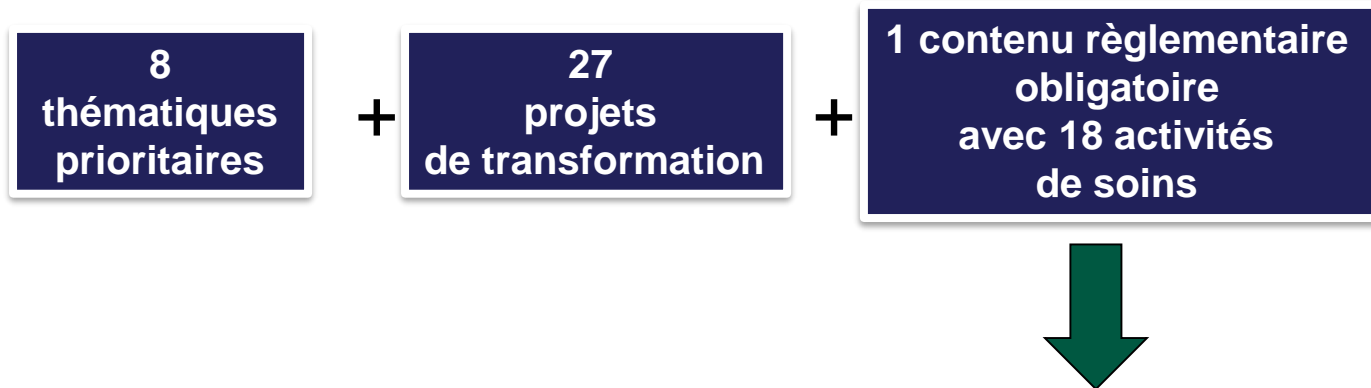 8
thématiques
prioritaires
+
27
projets
de transformation
+
1 contenu règlementaire
obligatoire
avec 18 activités
de soins